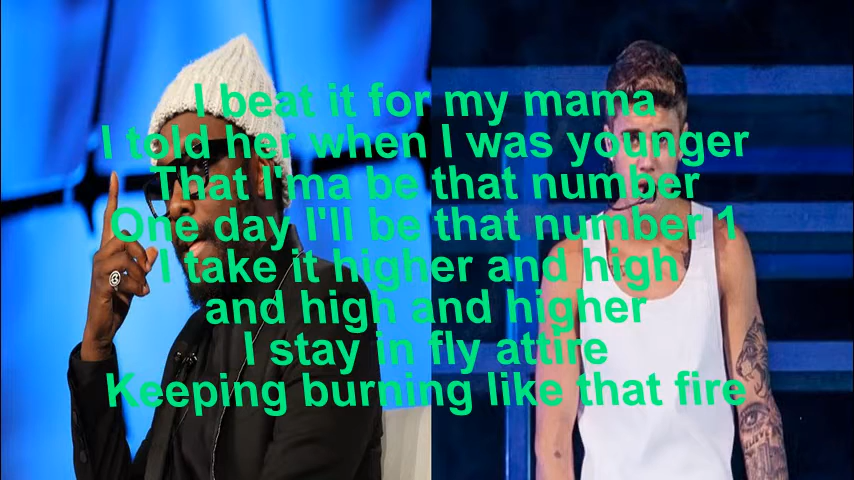 I beat it for my mama
I told her when I was younger
That I'ma be that number
One day I'll be that number 1
I take it higher and high
and high and higher
I stay in fly attire
Keeping burning like that fire